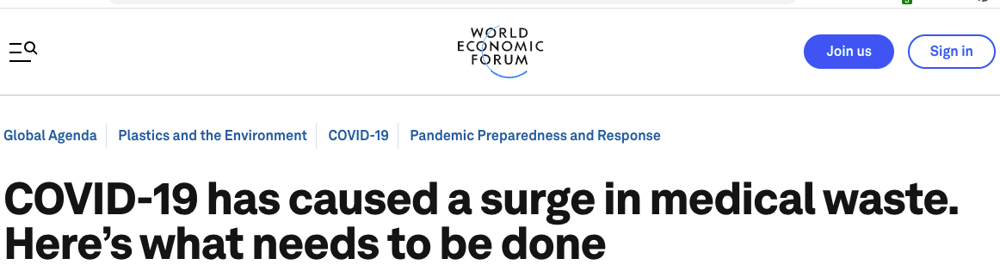 WORLD
ECONOMIC
FORUM
Join us
Sign in
Global Agenda
Plastics and the Environment
COVID-19
Pandemic Preparedness and Response
COVID-19 has caused a surge in medical waste.
Here’s what needs to be done